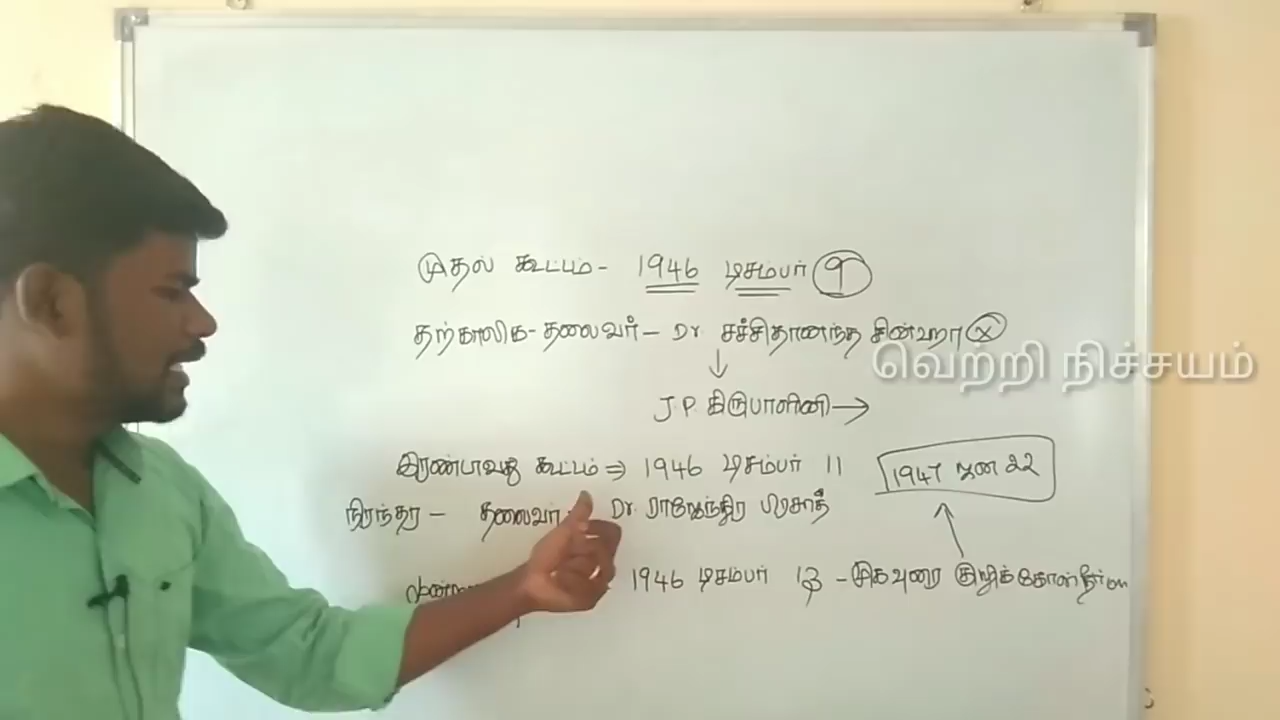 முதல் கூட்டம் - 1946 டிசம்பர் 9
தற்காலிக - தலைவர் - Dr சச்சிதானந்த சின்ஹா X
வெற்றி நிச்சயம்
↓
J.P. கிருபாளினி →
இரண்டாவது கூட்டம் ⇒ 1946 டிசம்பர் 11
1947 ஜன 22
நிரந்தர - தலைவர் - Dr. ராஜேந்திர பிரசாத்
1946 டிசம்பர் 13 - முகவுரை குறிக்கோள் தீர்மா